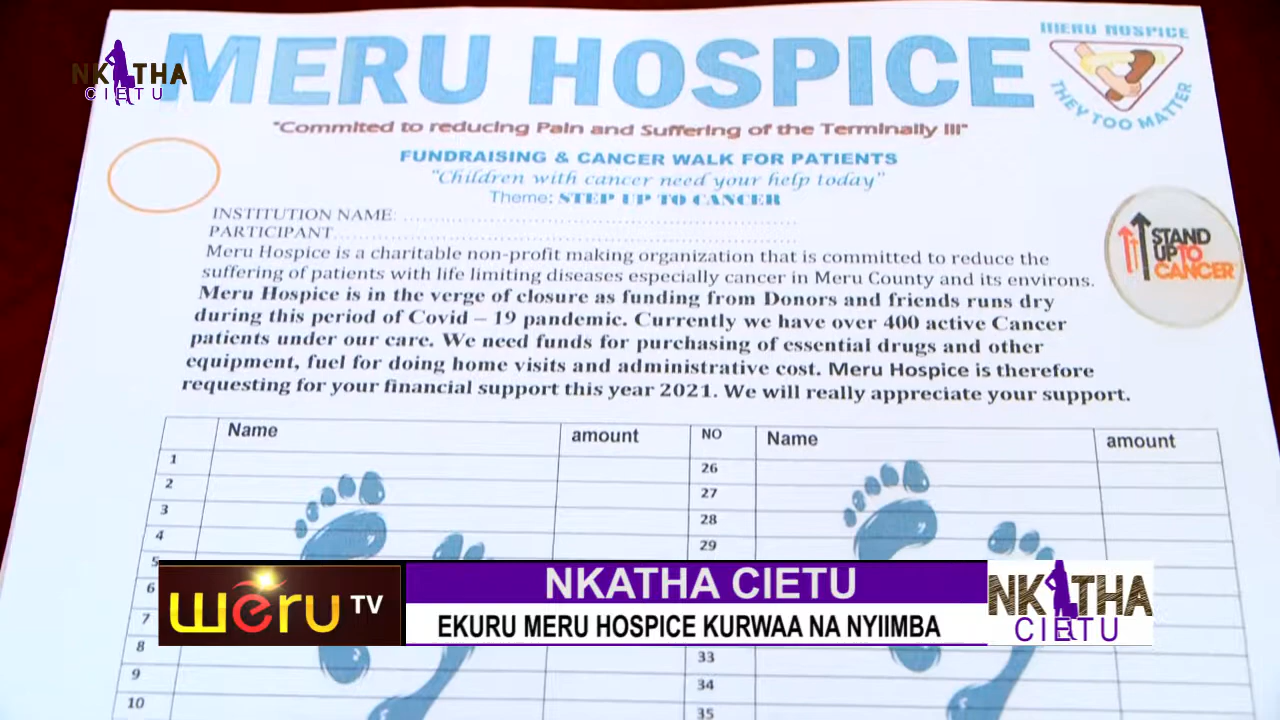 MERU HOSPICE
MERU HOSPICE
THEY TOO MATTER
NKATHA
CIETU
"Commited to reducing Pain and Suffering of the Terminally Ill"
FUNDRAISING & CANCER WALK FOR PATIENTS
"Children with cancer need your help today"
Theme: STEP UP TO CANCER
INSTITUTION NAME: ........................................
PARTICIPANT........................................
STAND
UP TO
CANCER
Meru Hospice is a charitable non-profit making organization that is committed to reduce the
suffering of patients with life limiting diseases especially cancer in Meru County and its environs.
Meru Hospice is in the verge of closure as funding from Donors and friends runs dry
during this period of Covid – 19 pandemic. Currently we have over 400 active Cancer
patients under our care. We need funds for purchasing of essential drugs and other
equipment, fuel for doing home visits and administrative cost. Meru Hospice is therefore
requesting for your financial support this year 2021. We will really appreciate your support.
Name amount NO Name amount
1 26
2 27
3 28
4 29
5
6
7
8 33
9 34
10 35
weru TV
NKATHA CIETU
EKURU MERU HOSPICE KURWAA NA NYIIMBA
NKATHA
CIETU